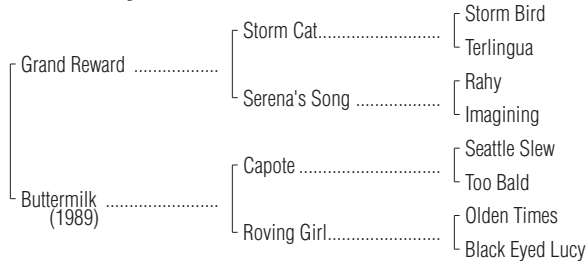 Storm Bird
Storm Cat.....................
Terlingua
Grand Reward ..................
Rahy
Serena's Song ..................
Imagining
Seattle Slew
Capote ..............................
Too Bald
Buttermilk ........................
(1989)
Olden Times
Roving Girl........................
Black Eyed Lucy